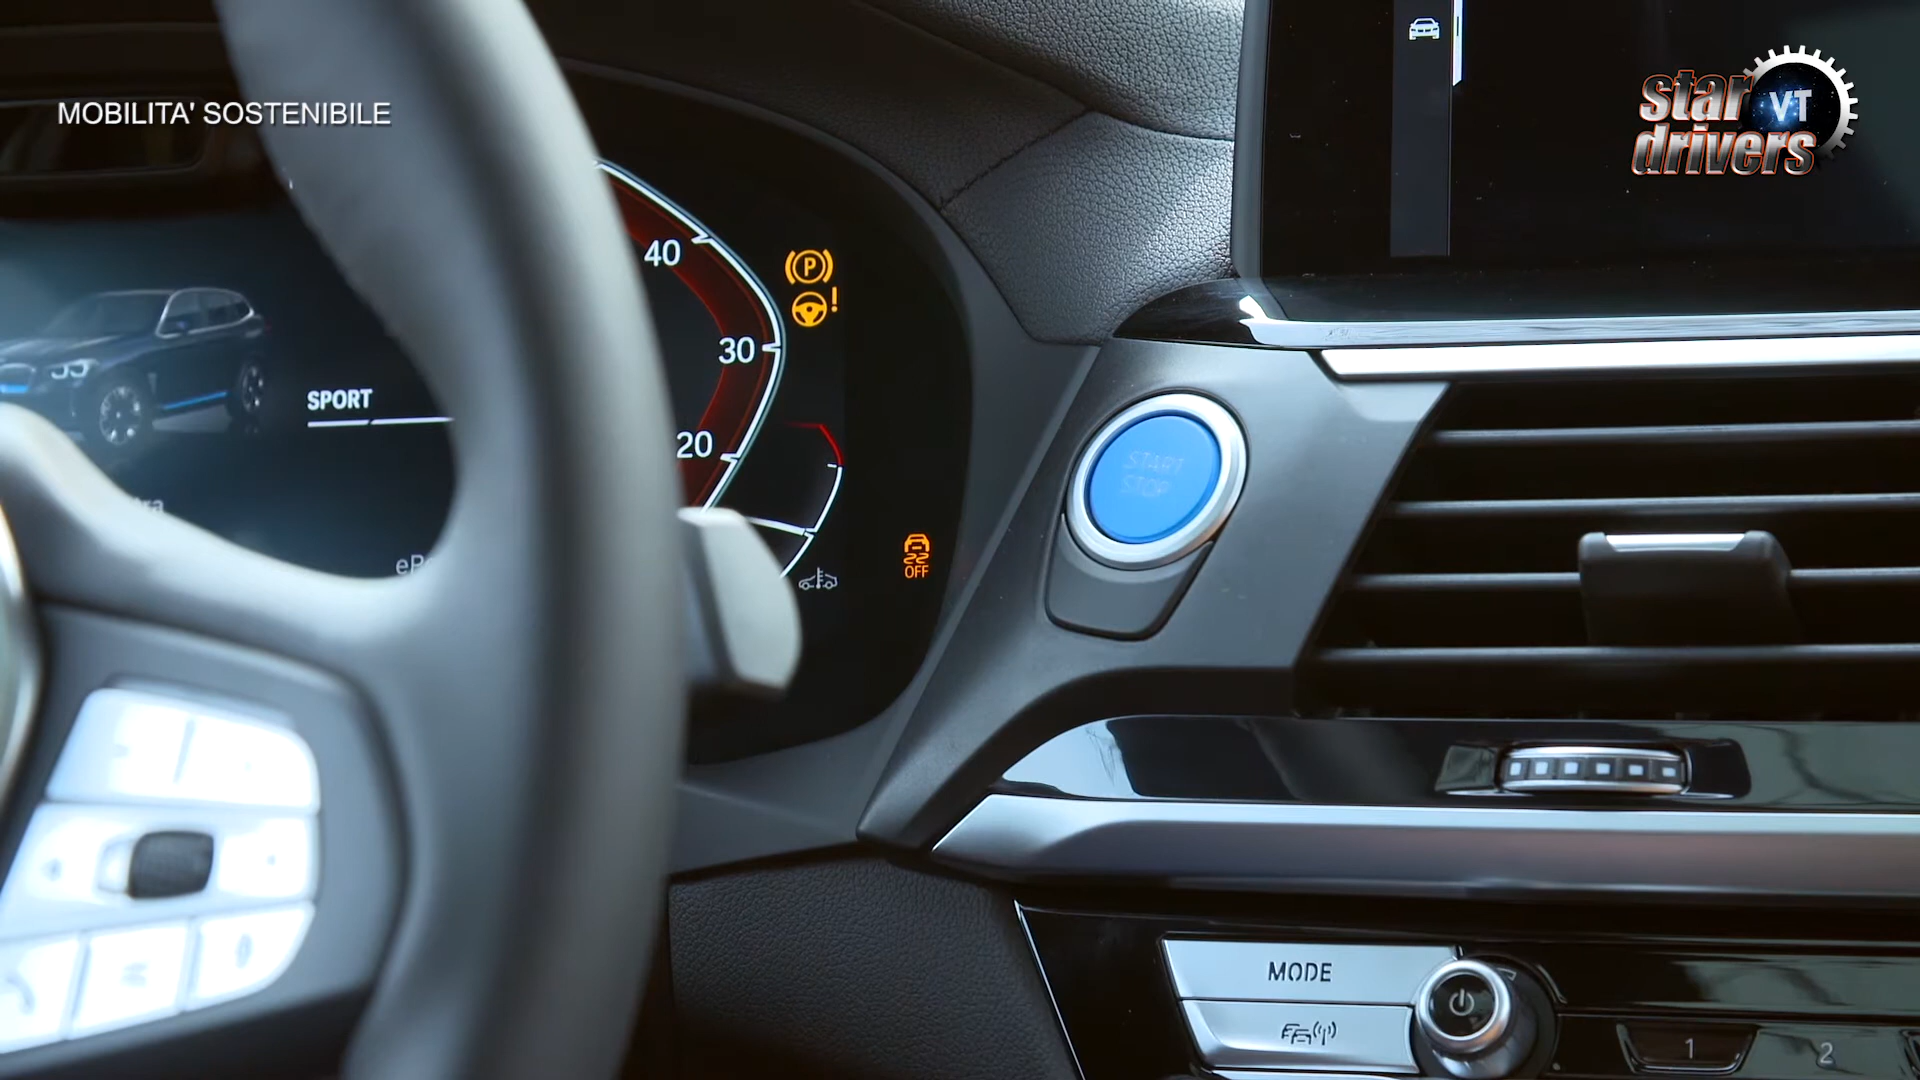 MOBILITA' SOSTENIBILE
star
VT
drivers
40
P
!
30
SPORT
20
START
STOP
OFF
MODE
1
2